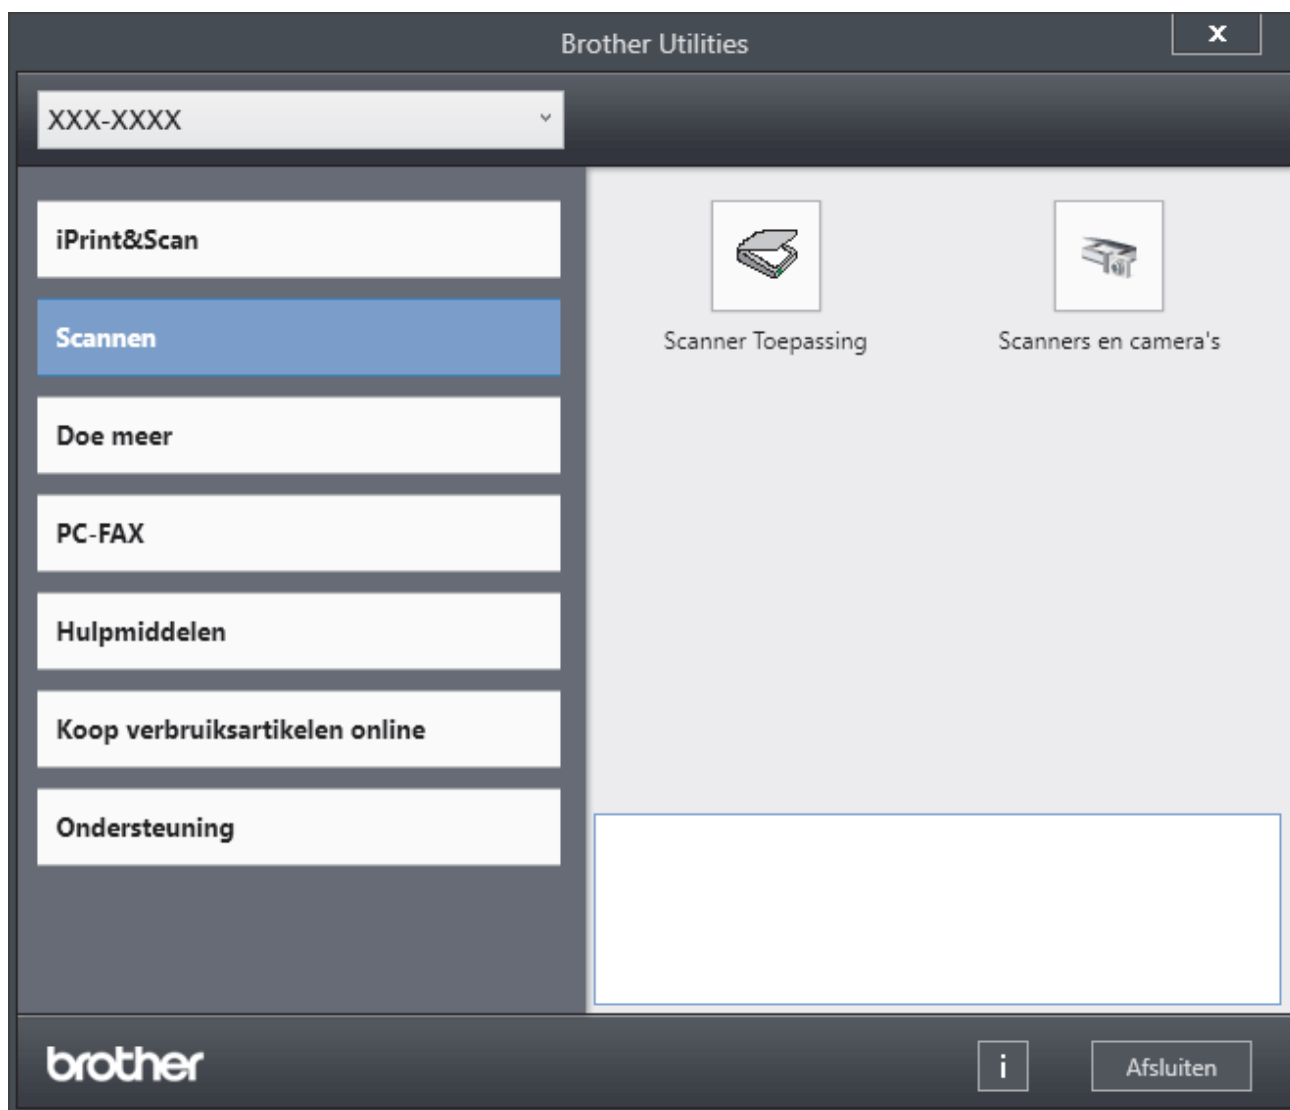 Brother Utilities
X
XXX-XXXX
iPrint&Scan
Scannen
Doe meer
PC-FAX
Hulpmiddelen
Koop verbruiksartikelen online
Ondersteuning
Scanner Toepassing
Scanners en camera's
brother
i
Afsluiten